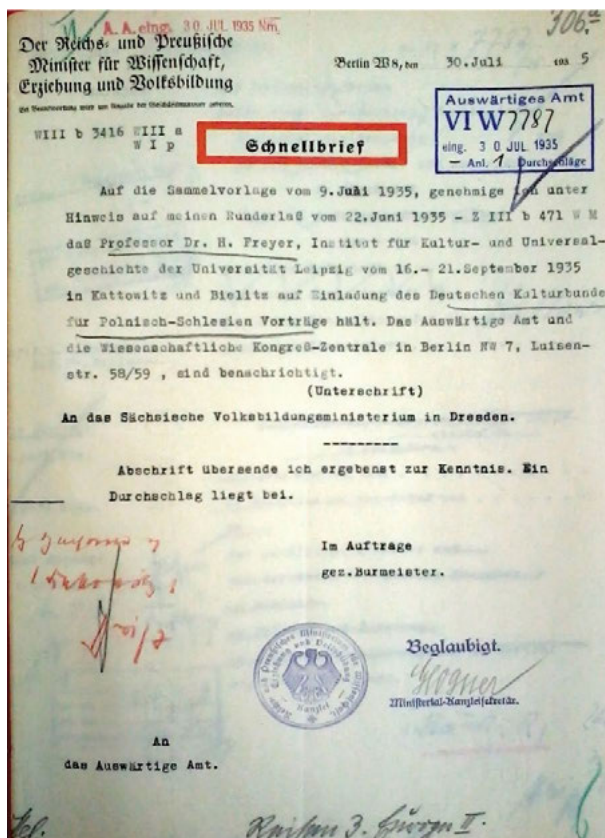 A. A. eing. 30. JUL. 1935 Nm.
306.a
Der Reichs- und Preußische
Minister für Wissenschaft,
Erziehung und Volksbildung
Berlin W 8, den 30. Juli 193 5
Auswärtiges Amt
VI W 7787
eing. 30 JUL 1935
— Anl. 1 Durchschläge
WIII b 3416 WIII a
W I p
Schnellbrief
Auf die Sammelvorlage vom 9. Juli 1935, genehmige ich unter
Hinweis auf meinen Runderlaß vom 22. Juni 1935 - Z III b 471 W M
daß Professor Dr. H. Freyer, Institut für Kultur- und Universal-
geschichte der Universität Leipzig vom 16.- 21. September 1935
in Kattowitz und Bielitz auf Einladung des Deutschen Kulturbunde
für Polnisch-Schlesien Vorträge hält. Das Auswärtige Amt und
die Wissenschaftliche Kongreß-Zentrale in Berlin NW 7, Luisen-
str. 58/59 , sind benachrichtigt.
(Unterschrift)
An das Sächsische Volksbildungsministerium in Dresden.
Abschrift übersende ich ergebenst zur Kenntnis. Ein
Durchschlag liegt bei.
Im Auftrage
gez. Burmeister.
Beglaubigt.
Ministerial-Kanzleisekretär.
An
das Auswärtige Amt.